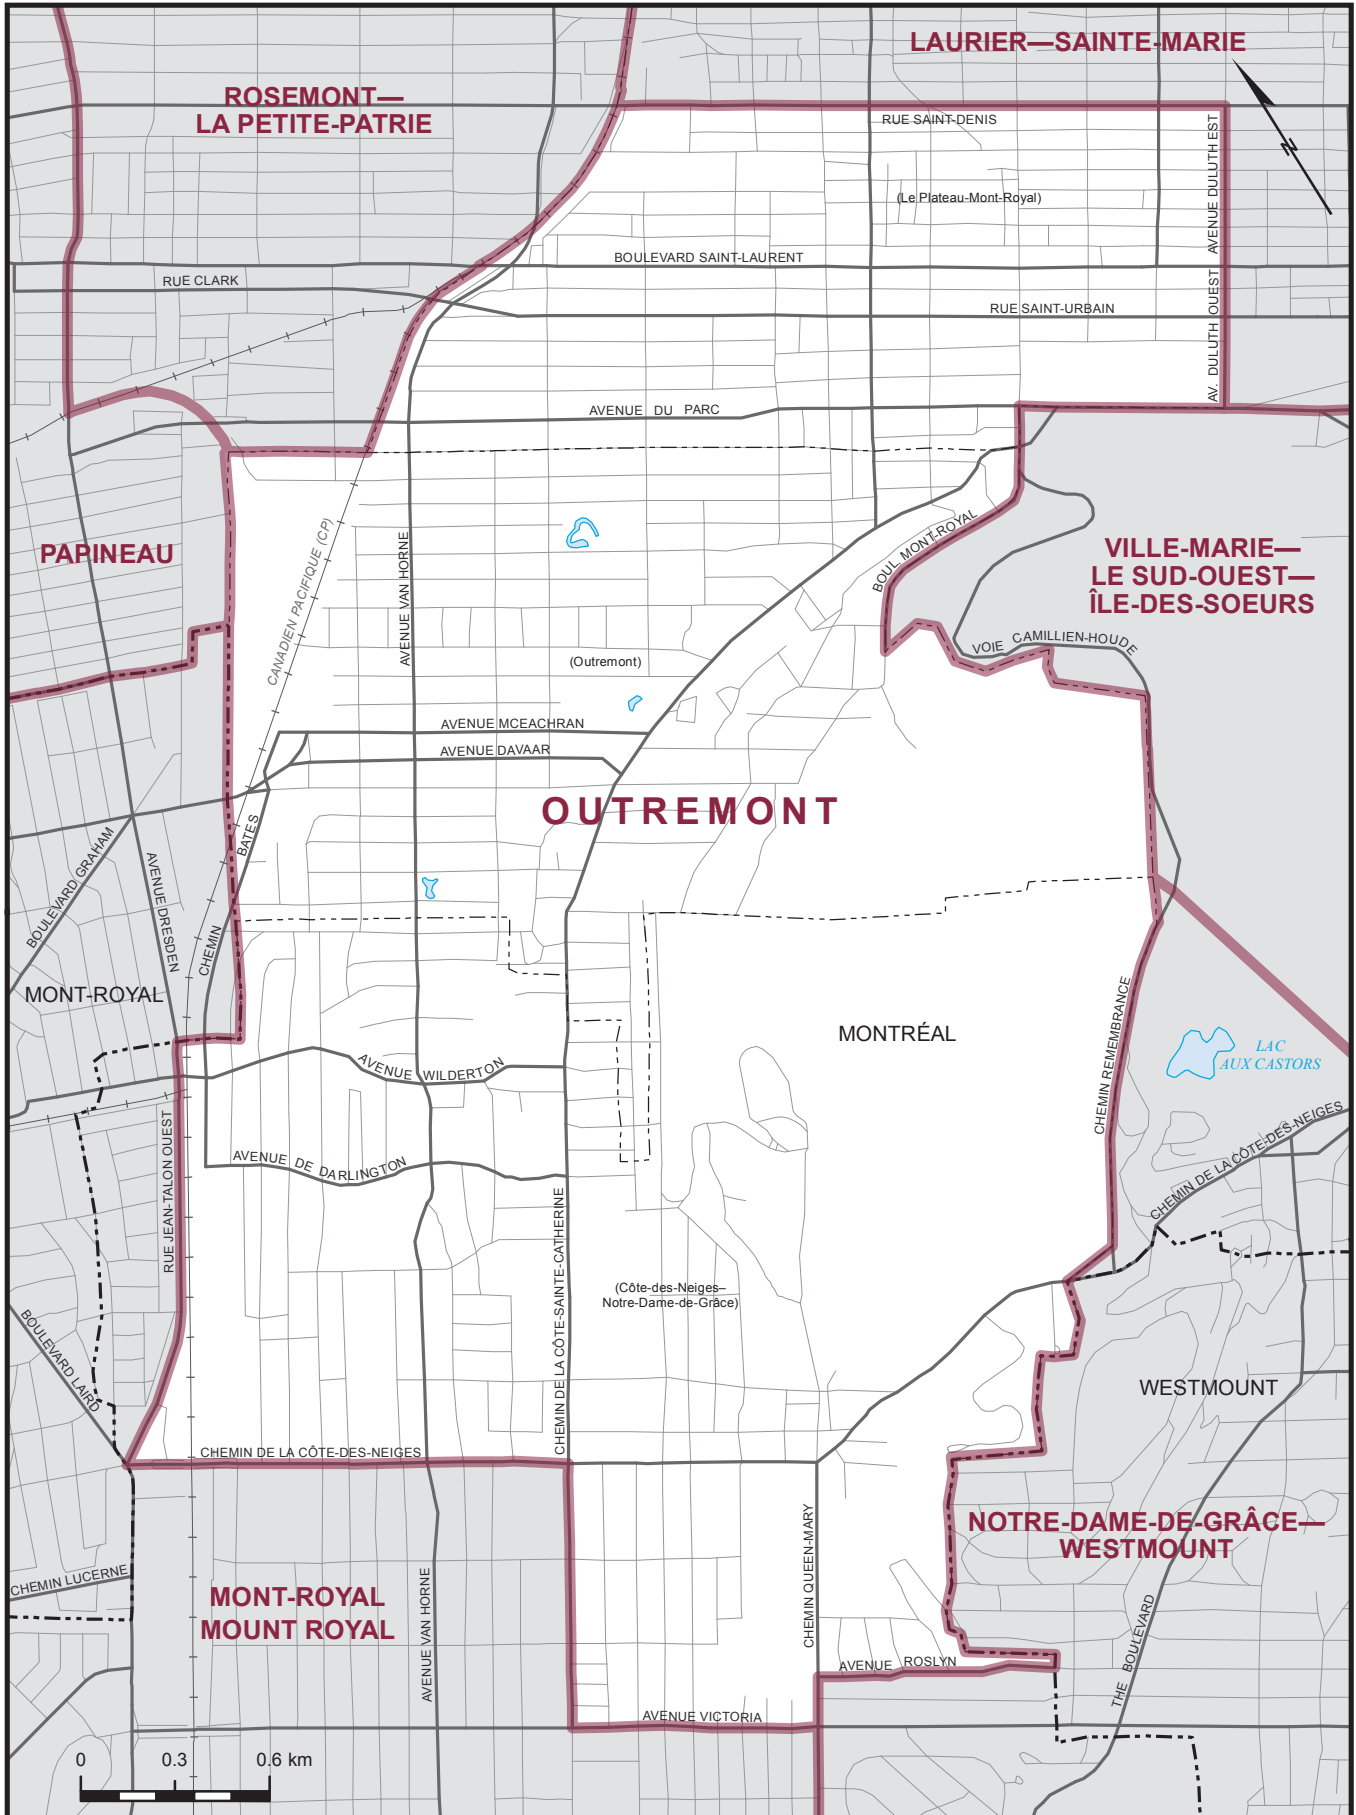 LAURIER—SAINTE-MARIE
ROSEMONT—
LA PETITE-PATRIE
RUE SAINT-DENIS
AVENUE DULUTH EST
N
(Le Plateau-Mont-Royal)
BOULEVARD SAINT-LAURENT
RUE CLARK
RUE SAINT-URBAIN
AV. DULUTH OUEST
AVENUE DU PARC
CANADIEN PACIFIQUE (CP)
AVENUE VAN HORNE
BOUL. MONT-ROYAL
PAPINEAU
VILLE-MARIE—
LE SUD-OUEST—
ÎLE-DES-SOEURS
VOIE CAMILLIEN-HOUDE
(Outremont)
AVENUE MCEACHRAN
AVENUE DAVAAR
OUTREMONT
BOULEVARD GRAHAM
AVENUE DRESDEN
CHEMIN BATES
MONT-ROYAL
MONTRÉAL
CHEMIN REMEMBRANCE
LAC
AUX CASTORS
AVENUE WILDERTON
RUE JEAN-TALON OUEST
AVENUE DE DARLINGTON
CHEMIN DE LA CÔTE-DES-NEIGES
CHEMIN DE LA CÔTE-SAINTE-CATHERINE
(Côte-des-Neiges–
Notre-Dame-de-Grâce)
BOULEVARD LAIRD
WESTMOUNT
CHEMIN DE LA CÔTE-DES-NEIGES
CHEMIN QUEEN-MARY
NOTRE-DAME-DE-GRÂCE—
WESTMOUNT
CHEMIN LUCERNE
MONT-ROYAL
MOUNT ROYAL
AVENUE VAN HORNE
THE BOULEVARD
AVENUE ROSLYN
AVENUE VICTORIA
0 0.3 0.6 km